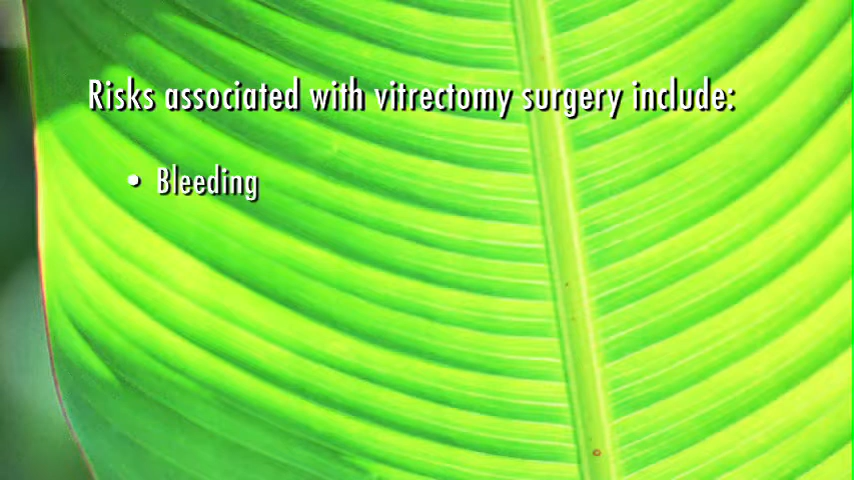 Risks associated with vitrectomy surgery include:
• Bleeding